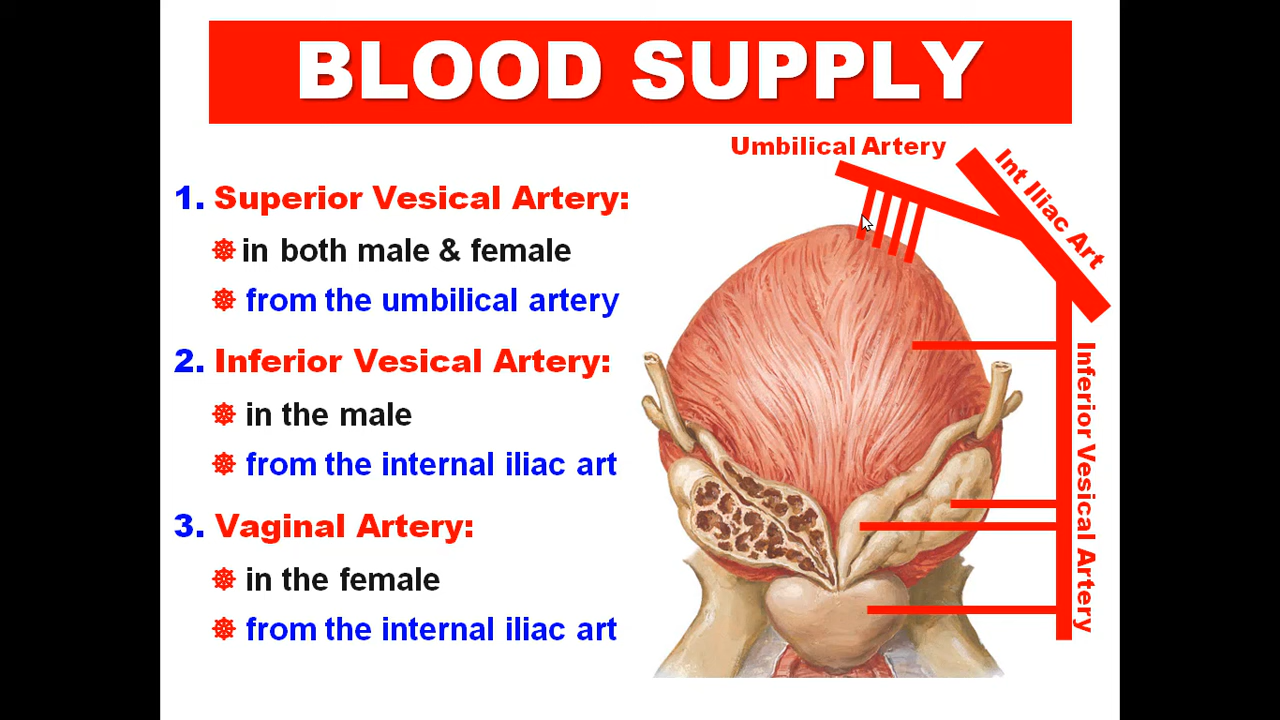 BLOOD SUPPLY
Umbilical Artery
Int Iliac Art
1. Superior Vesical Artery:
in both male & female
from the umbilical artery
2. Inferior Vesical Artery:
in the male
from the internal iliac art
3. Vaginal Artery:
in the female
from the internal iliac art
Inferior Vesical Artery